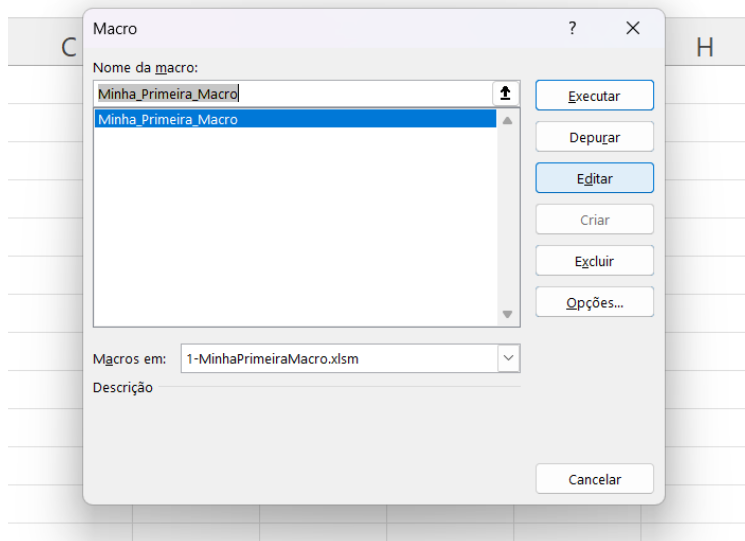 C
H
Macro
?
Nome da macro:
Minha_Primeira_Macro
Minha_Primeira_Macro
Executar
Depurar
Editar
Criar
Excluir
Opções...
Macros em: 1-MinhaPrimeiraMacro.xlsm
Descrição
Cancelar